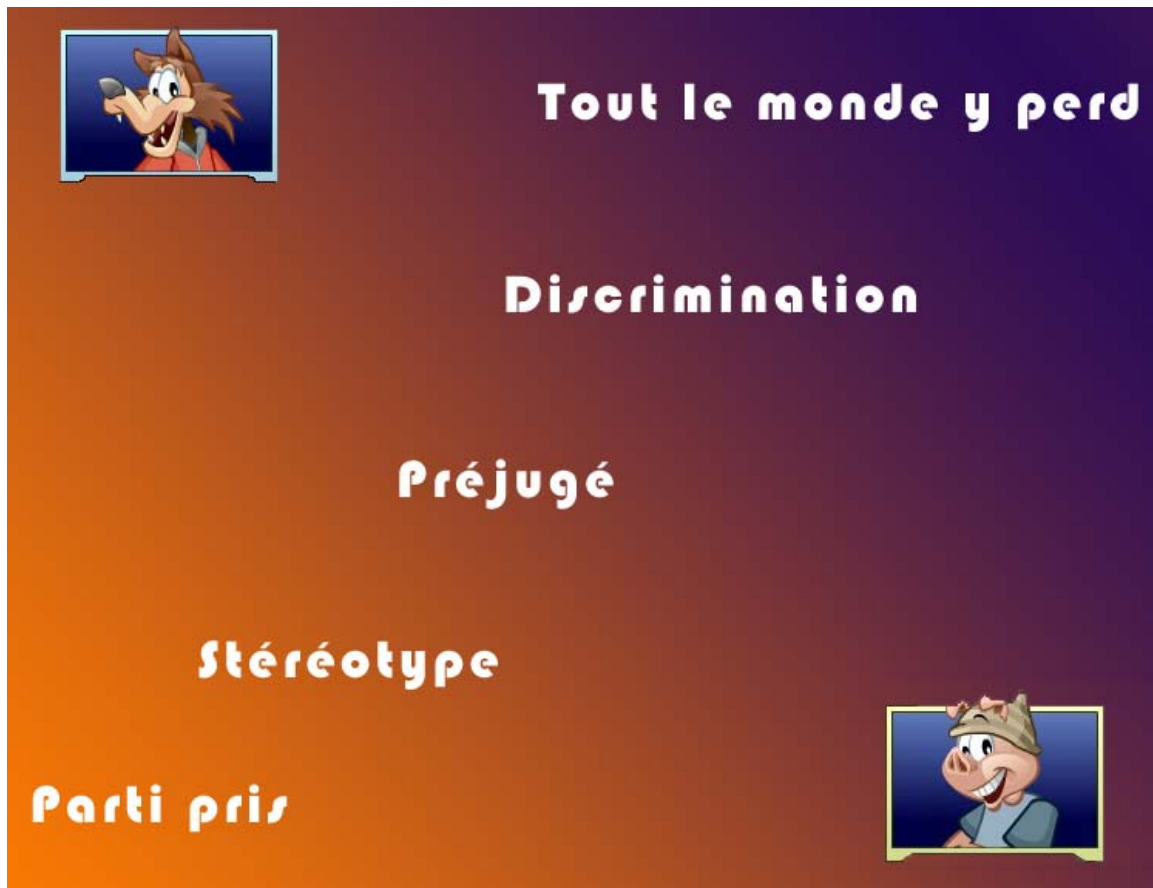 Tout le monde y perd
Discrimination
Préjugé
Stéréotype
Parti pris